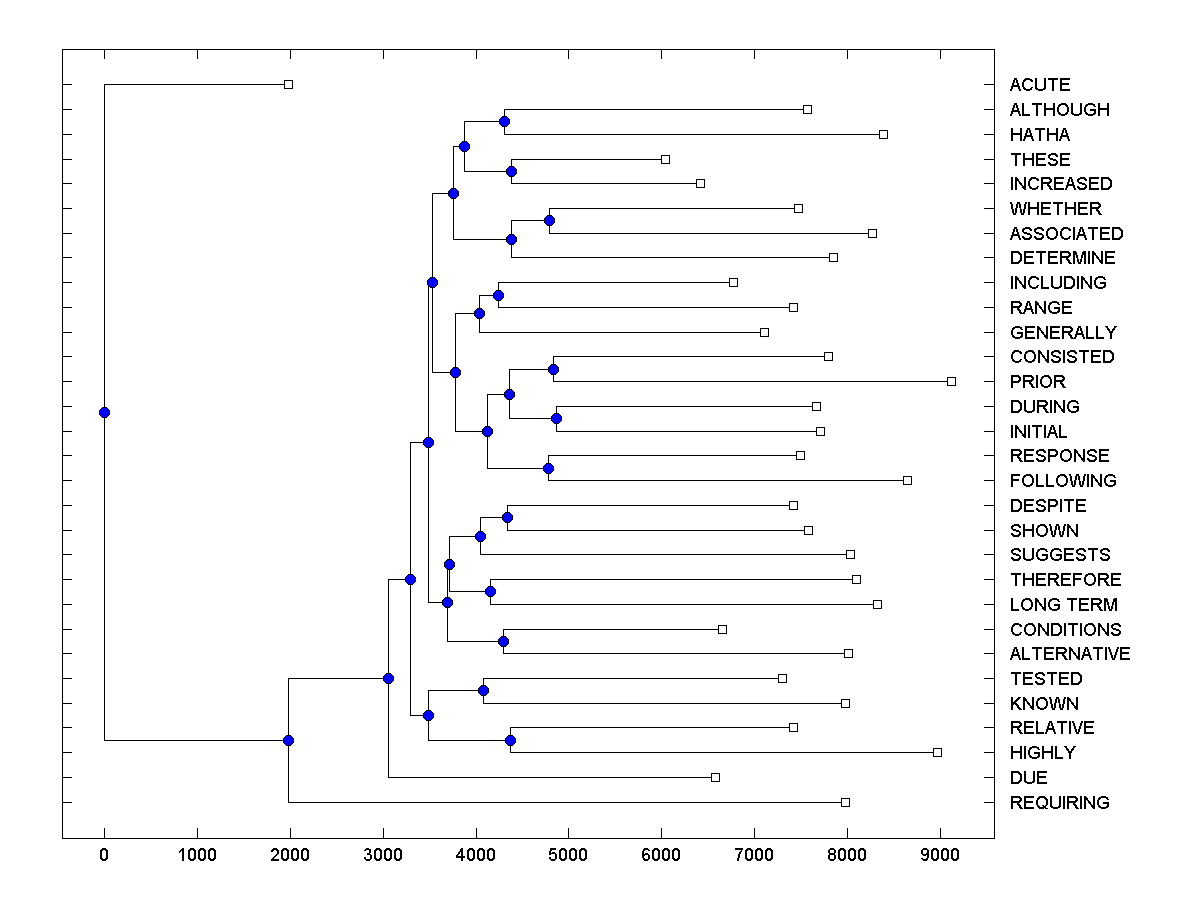 ACUTE
ALTHOUGH
HATHA
THESE
INCREASED
WHETHER
ASSOCIATED
DETERMINE
INCLUDING
RANGE
GENERALLY
CONSISTED
PRIOR
DURING
INITIAL
RESPONSE
FOLLOWING
DESPITE
SHOWN
SUGGESTS
THEREFORE
LONG TERM
CONDITIONS
ALTERNATIVE
TESTED
KNOWN
RELATIVE
HIGHLY
DUE
REQUIRING
0 1000 2000 3000 4000 5000 6000 7000 8000 9000